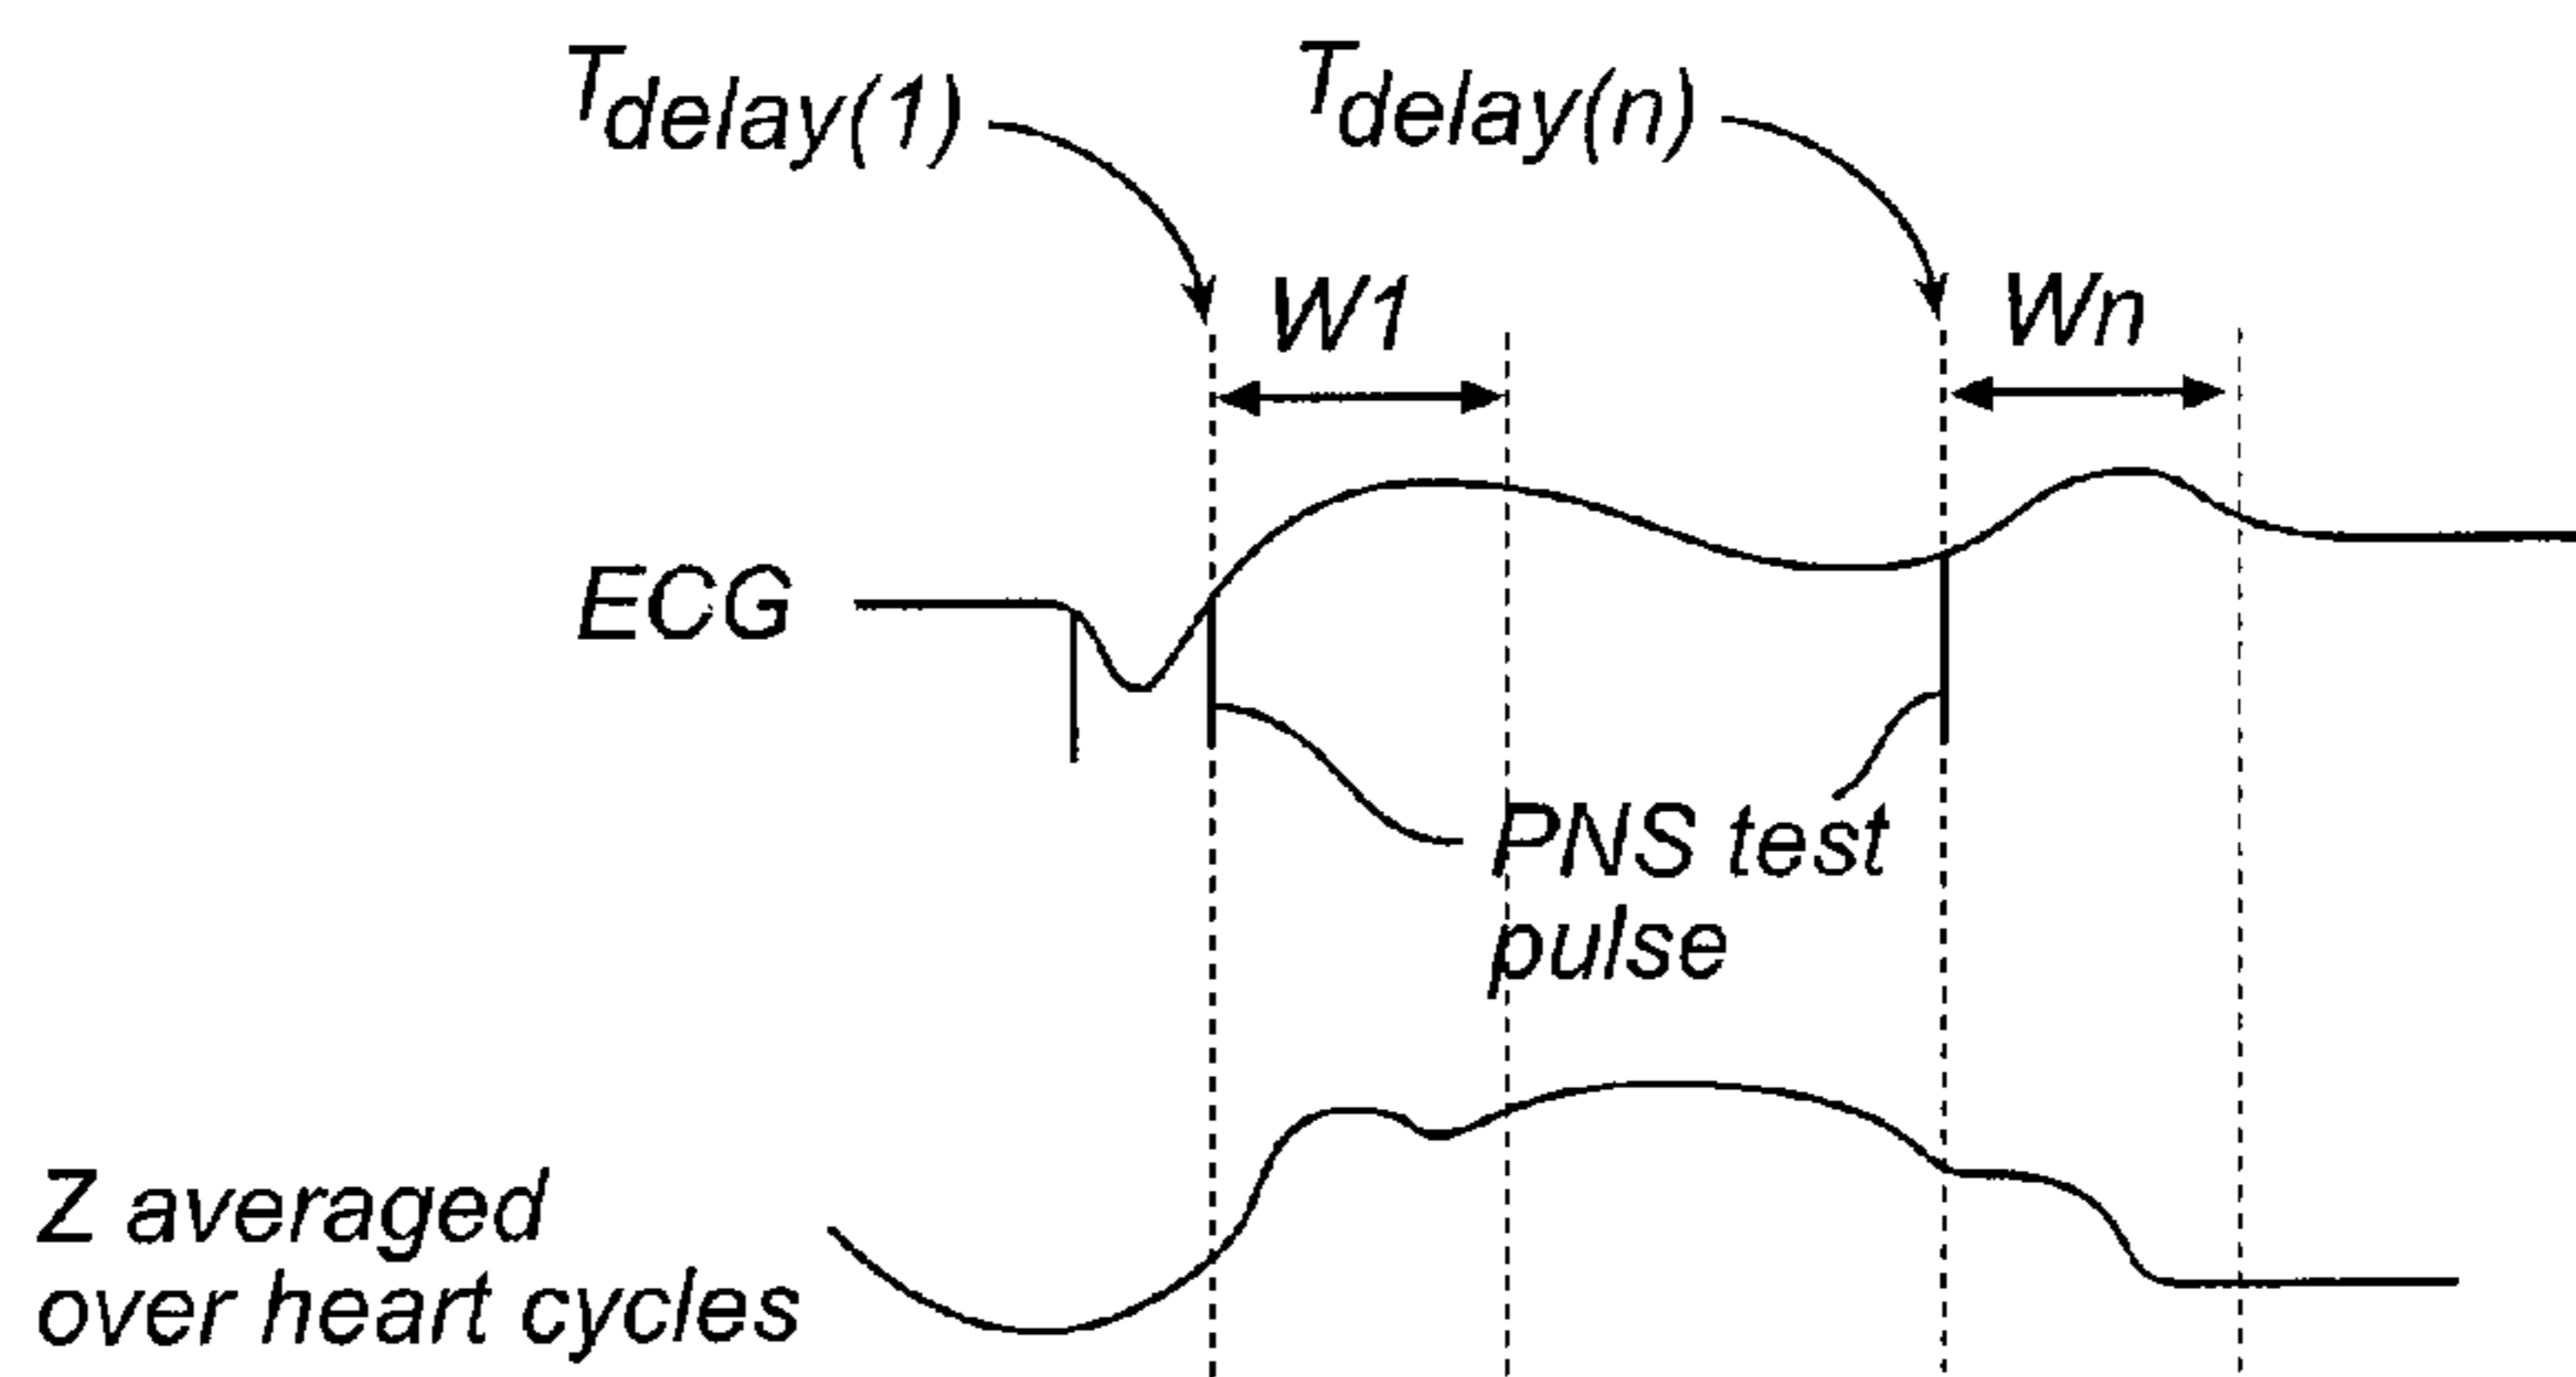 Tdelay(1)
Tdelay(n)
W1
Wn
ECG
PNS test
pulse
Z averaged
over heart cycles